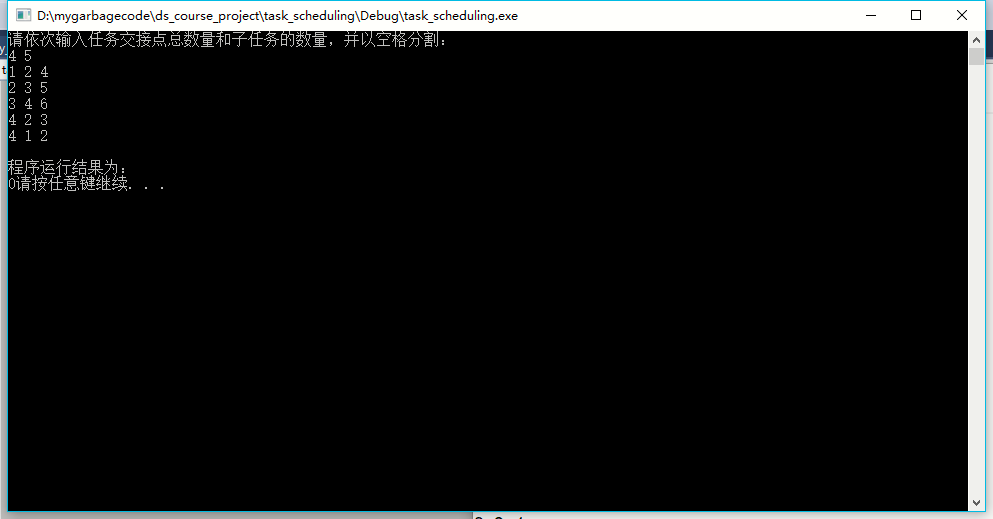 D:\mygarbagecode\ds_course_project\task_scheduling\Debug\task_scheduling.exe
请依次输入任务交接点总数量和子任务的数量，并以空格分割：
4 5
1 2 4
2 3 5
3 4 6
4 2 3
4 1 2
程序运行结果为：
0请按任意键继续. . .